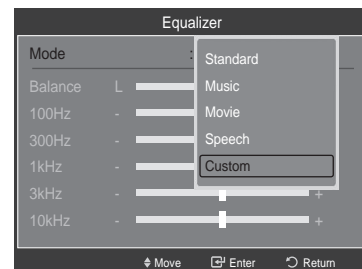 Equalizer
Mode :
Standard
Balance L Music
100Hz - Movie
300Hz - Speech
1kHz - Custom
3kHz - +
10kHz - +
Move Enter Return